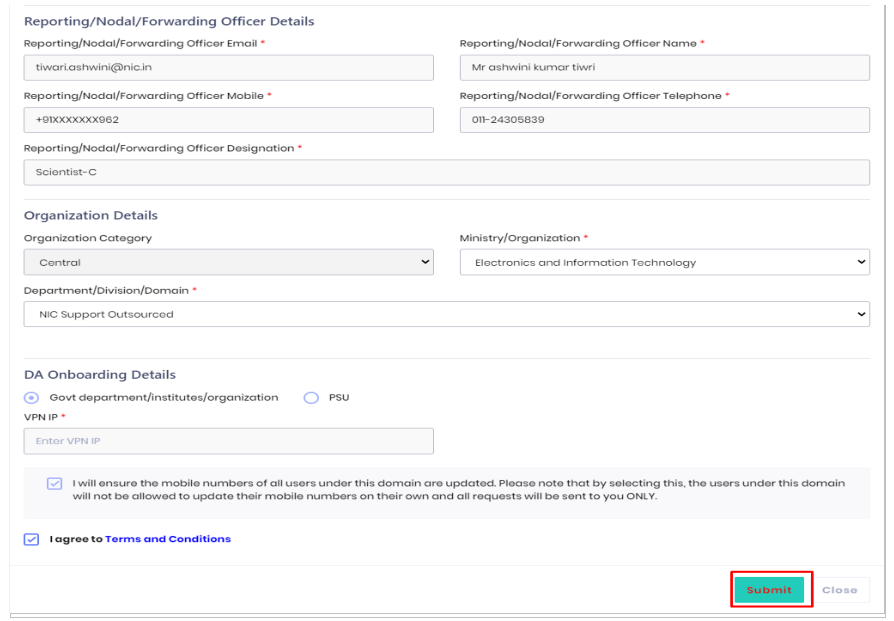 Reporting/Nodal/Forwarding Officer Details
Reporting/Nodal/Forwarding Officer Email * Reporting/Nodal/Forwarding Officer Name *
tiwari.ashwini@nic.in Mr ashwini kumar tiwri
Reporting/Nodal/Forwarding Officer Mobile * Reporting/Nodal/Forwarding Officer Telephone *
+91XXXXXXX962 011-24305839
Reporting/Nodal/Forwarding Officer Designation *
Scientist-C
Organization Details
Organization Category Ministry/Organization *
Central Electronics and Information Technology
Department/Division/Domain *
NIC Support Outsourced
DA Onboarding Details
Govt department/institutes/organization PSU
VPN IP *
Enter VPN IP
I will ensure the mobile numbers of all users under this domain are updated. Please note that by selecting this, the users under this domain
will not be allowed to update their mobile numbers on their own and all requests will be sent to you ONLY.
I agree to Terms and Conditions
Submit Close